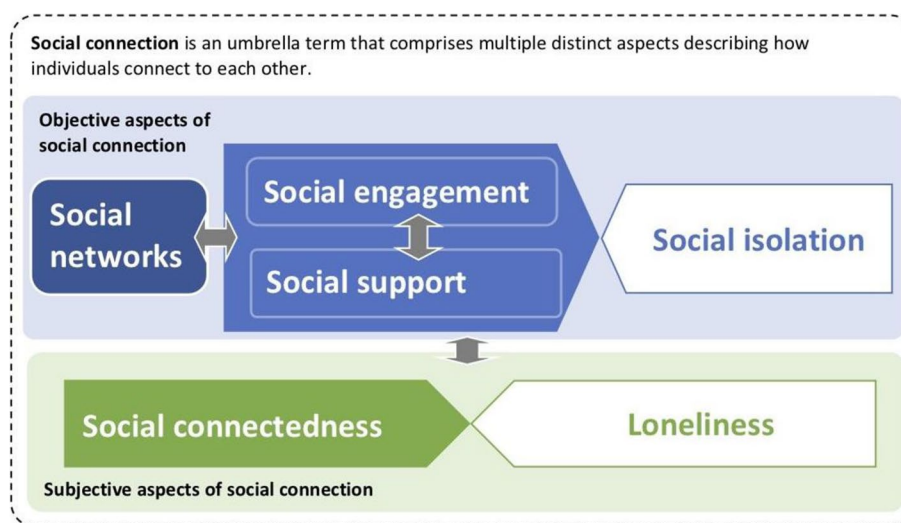 Social connection is an umbrella term that comprises multiple distinct aspects describing how
individuals connect to each other.
Objective aspects of
social connection
Social
networks
Social engagement
Social support
Social isolation
Social connectedness
Loneliness
Subjective aspects of social connection